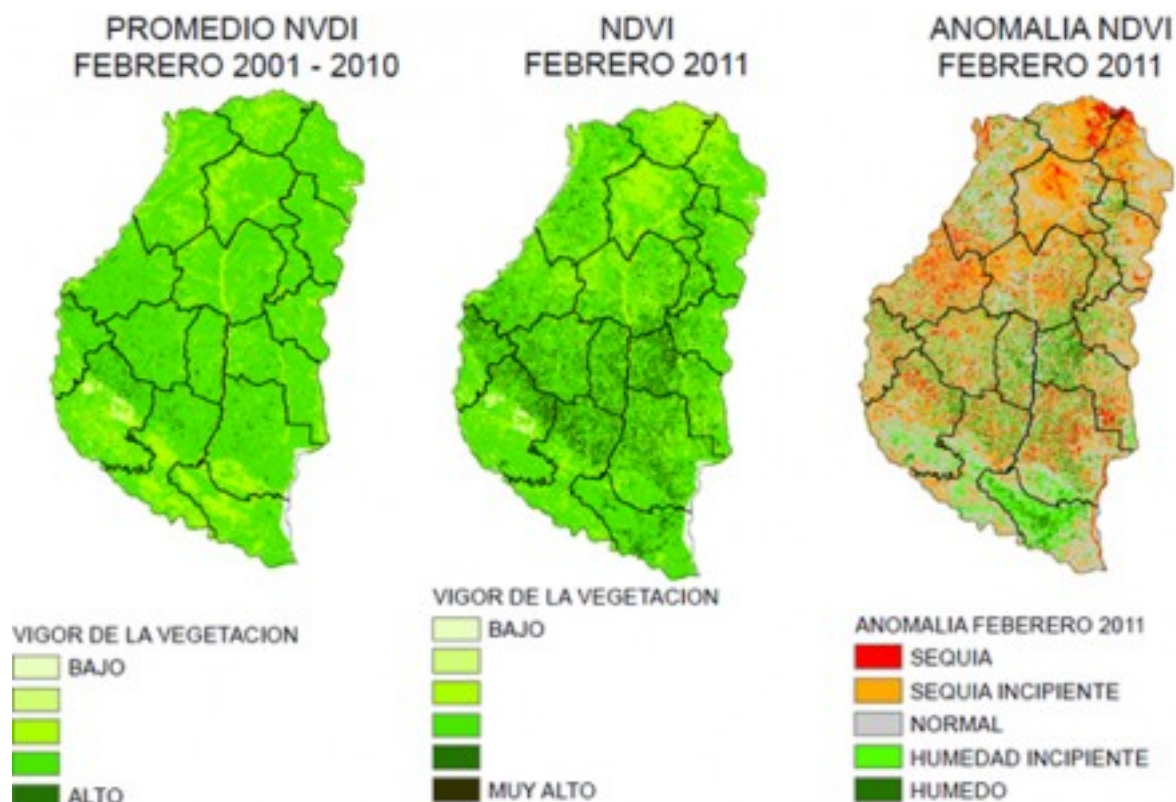 PROMEDIO NVDI
FEBRERO 2001 - 2010
NDVI
FEBRERO 2011
ANOMALIA NDVI
FEBRERO 2011
VIGOR DE LA VEGETACION
BAJO
ALTO
VIGOR DE LA VEGETACION
BAJO
MUY ALTO
ANOMALIA FEBERERO 2011
SEQUIA
SEQUIA INCIPIENTE
NORMAL
HUMEDAD INCIPIENTE
HUMEDO